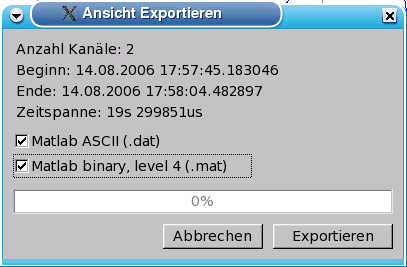 Ansicht Exportieren
Anzahl Kanäle: 2
Beginn: 14.08.2006 17:57:45.183046
Ende: 14.08.2006 17:58:04.482897
Zeitspanne: 19s 299851us
Matlab ASCII (.dat)
Matlab binary, level 4 (.mat)
0%
Abbrechen
Exportieren